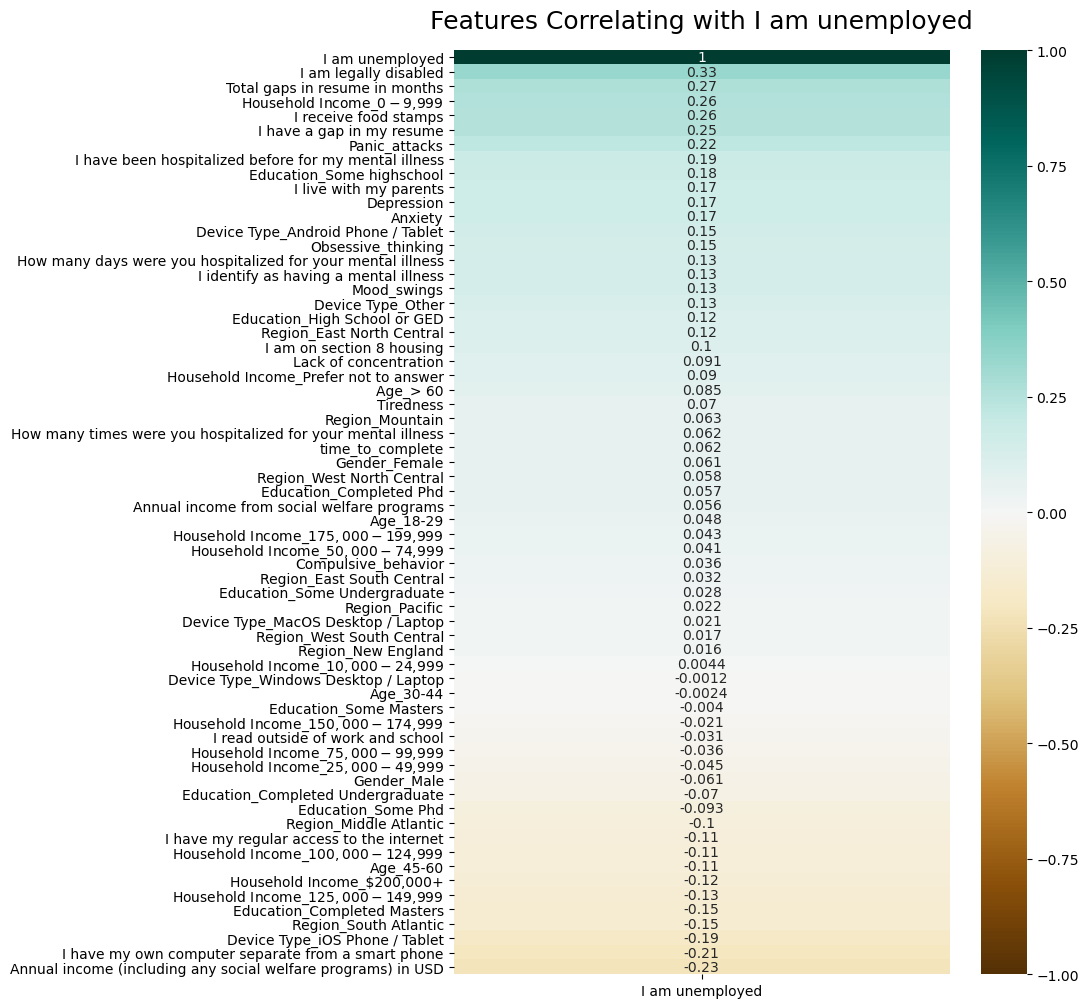 Features Correlating with I am unemployed
I am unemployed 1
I am legally disabled 0.33
Total gaps in resume in months 0.27
Household Income_0 − 9,999 0.26
I receive food stamps 0.26
I have a gap in my resume 0.25
Panic_attacks 0.22
I have been hospitalized before for my mental illness 0.19
Education_Some highschool 0.18
I live with my parents 0.17
Depression 0.17
Anxiety 0.17
Device Type_Android Phone / Tablet 0.15
Obsessive_thinking 0.15
How many days were you hospitalized for your mental illness 0.13
I identify as having a mental illness 0.13
Mood_swings 0.13
Device Type_Other 0.13
Education_High School or GED 0.12
Region_East North Central 0.12
I am on section 8 housing 0.1
Lack of concentration 0.091
Household Income_Prefer not to answer 0.09
Age_> 60 0.085
Tiredness 0.07
Region_Mountain 0.063
How many times were you hospitalized for your mental illness 0.062
time_to_complete 0.062
Gender_Female 0.061
Region_West North Central 0.058
Education_Completed Phd 0.057
Annual income from social welfare programs 0.056
Age_18-29 0.048
Household Income_175,000 − 199,999 0.043
Household Income_50,000 − 74,999 0.041
Compulsive_behavior 0.036
Region_East South Central 0.032
Education_Some Undergraduate 0.028
Region_Pacific 0.022
Device Type_MacOS Desktop / Laptop 0.021
Region_West South Central 0.017
Region_New England 0.016
Household Income_10,000 − 24,999 0.0044
Device Type_Windows Desktop / Laptop -0.0012
Age_30-44 -0.0024
Education_Some Masters -0.004
Household Income_150,000 − 174,999 -0.021
I read outside of work and school -0.031
Household Income_75,000 − 99,999 -0.036
Household Income_25,000 − 49,999 -0.045
Gender_Male -0.061
Education_Completed Undergraduate -0.07
Education_Some Phd -0.093
Region_Middle Atlantic -0.1
I have my regular access to the internet -0.11
Household Income_100,000 − 124,999 -0.11
Age_45-60 -0.11
Household Income_$200,000+ -0.12
Household Income_125,000 − 149,999 -0.13
Education_Completed Masters -0.15
Region_South Atlantic -0.15
Device Type_iOS Phone / Tablet -0.19
I have my own computer separate from a smart phone -0.21
Annual income (including any social welfare programs) in USD -0.23
I am unemployed
1.00
0.75
0.50
0.25
0.00
−0.25
−0.50
−0.75
−1.00